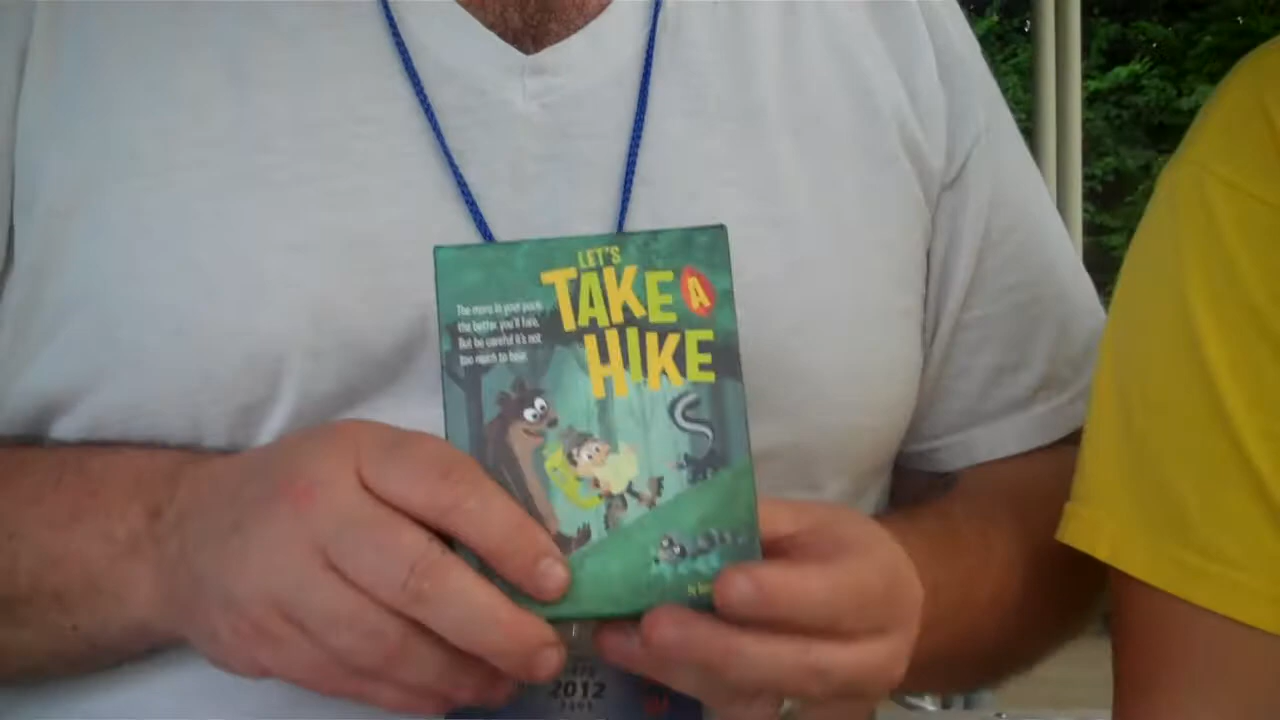 LET'S
TAKE A
HIKE
The more in your pack,
the better you'll fare.
But be careful it's not
too much to bear.
by
2012